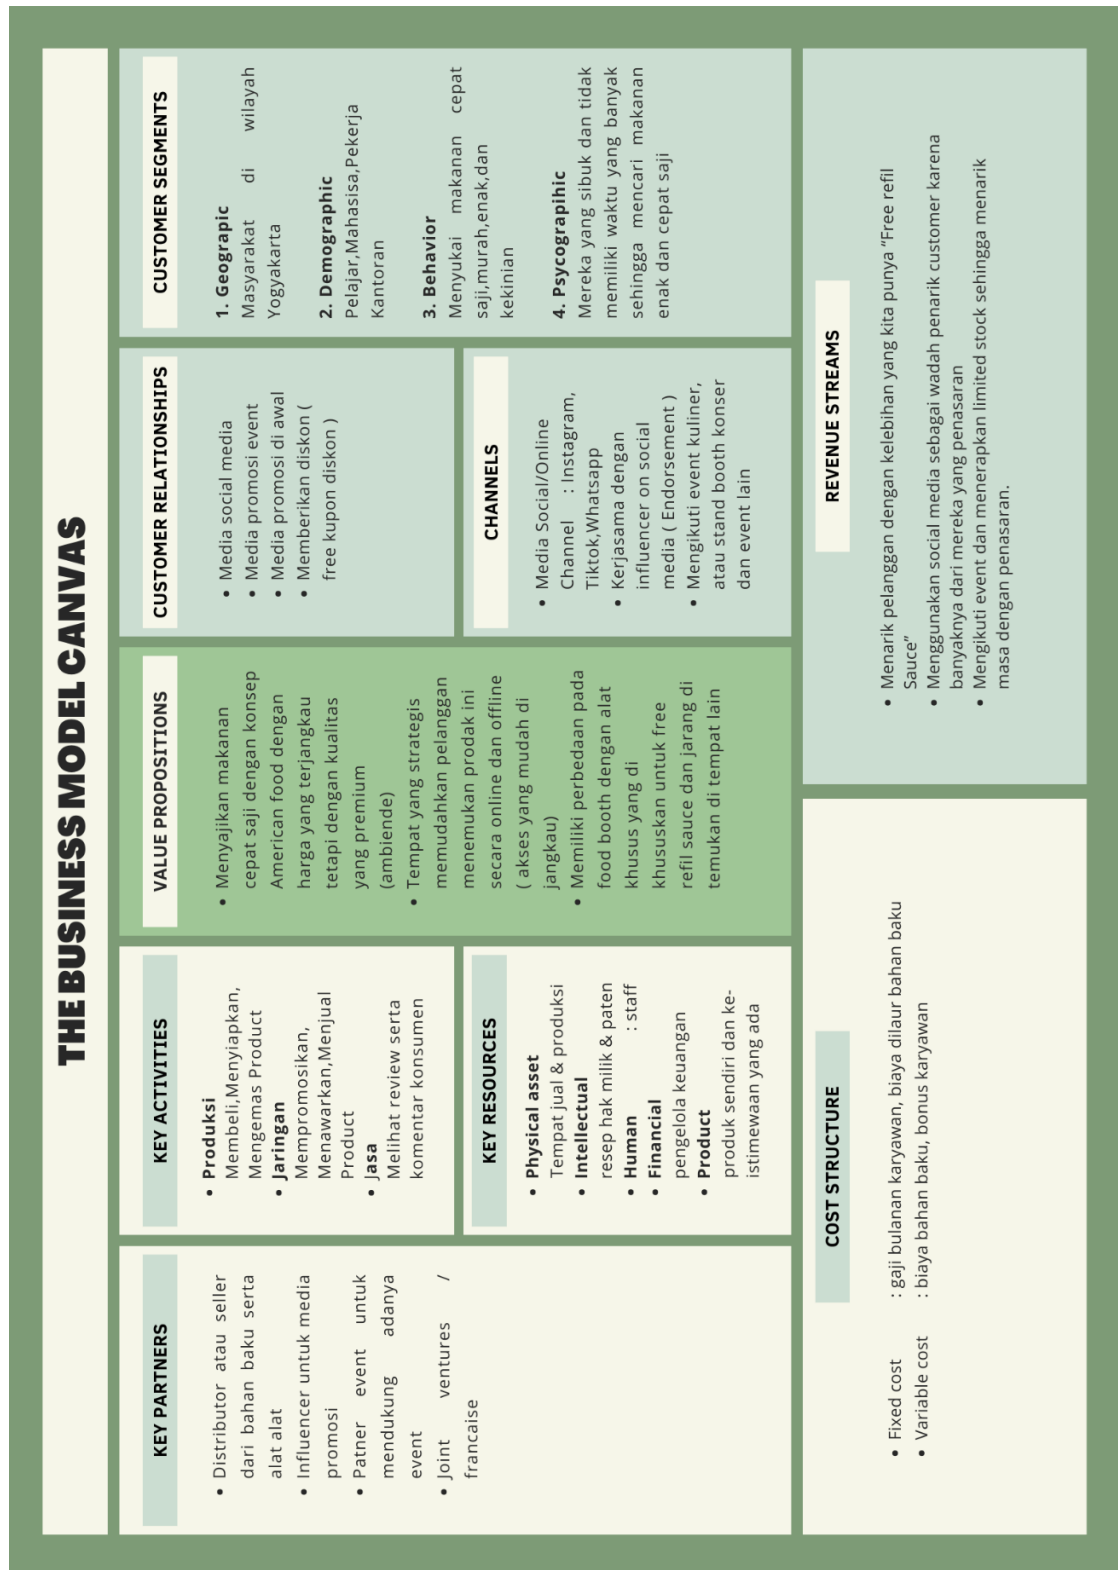 THE BUSINESS MODEL CANVAS
KEY PARTNERS
• Distributor atau seller
dari bahan baku serta
alat alat
• Influencer untuk media
promosi
• Patner event untuk
mendukung adanya
event
• Joint ventures /
francaise
KEY ACTIVITIES
• Produksi
Membeli,Menyiapkan,
Mengemas Product
• Jaringan
Mempromosikan,
Menawarkan,Menjual
Product
• Jasa
Melihat review serta
komentar konsumen
KEY RESOURCES
• Physical asset
Tempat jual & produksi
• Intellectual
resep hak milik & paten
• Human : staff
• Financial
pengelola keuangan
• Product
produk sendiri dan ke-
istimewaan yang ada
VALUE PROPOSITIONS
• Menyajikan makanan
cepat saji dengan konsep
American food dengan
harga yang terjangkau
tetapi dengan kualitas
yang premium
(ambiende)
• Tempat yang strategis
memudahkan pelanggan
menemukan prodak ini
secara online dan offline
( akses yang mudah di
jangkau)
• Memiliki perbedaan pada
food booth dengan alat
khusus yang di
khususkan untuk free
refil sauce dan jarang di
temukan di tempat lain
CUSTOMER RELATIONSHIPS
• Media social media
• Media promosi event
• Media promosi di awal
• Memberikan diskon (
free kupon diskon )
CHANNELS
• Media Social/Online
Channel : Instagram,
Tiktok,Whatsapp
• Kerjasama dengan
influencer on social
media ( Endorsement )
• Mengikuti event kuliner,
atau stand booth konser
dan event lain
CUSTOMER SEGMENTS
1. Geograpic
Masyarakat di wilayah
Yogyakarta
2. Demographic
Pelajar,Mahasisa,Pekerja
Kantoran
3. Behavior
Menyukai makanan cepat
saji,murah,enak,dan
kekinian
4. Psycograpihic
Mereka yang sibuk dan tidak
memiliki waktu yang banyak
sehingga mencari makanan
enak dan cepat saji
COST STRUCTURE
• Fixed cost : gaji bulanan karyawan, biaya dilaur bahan baku
• Variable cost : biaya bahan baku, bonus karyawan
REVENUE STREAMS
• Menarik pelanggan dengan kelebihan yang kita punya “Free refil
Sauce”
• Menggunakan social media sebagai wadah penarik customer karena
banyaknya dari mereka yang penasaran
• Mengikuti event dan menerapkan limited stock sehingga menarik
masa dengan penasaran.